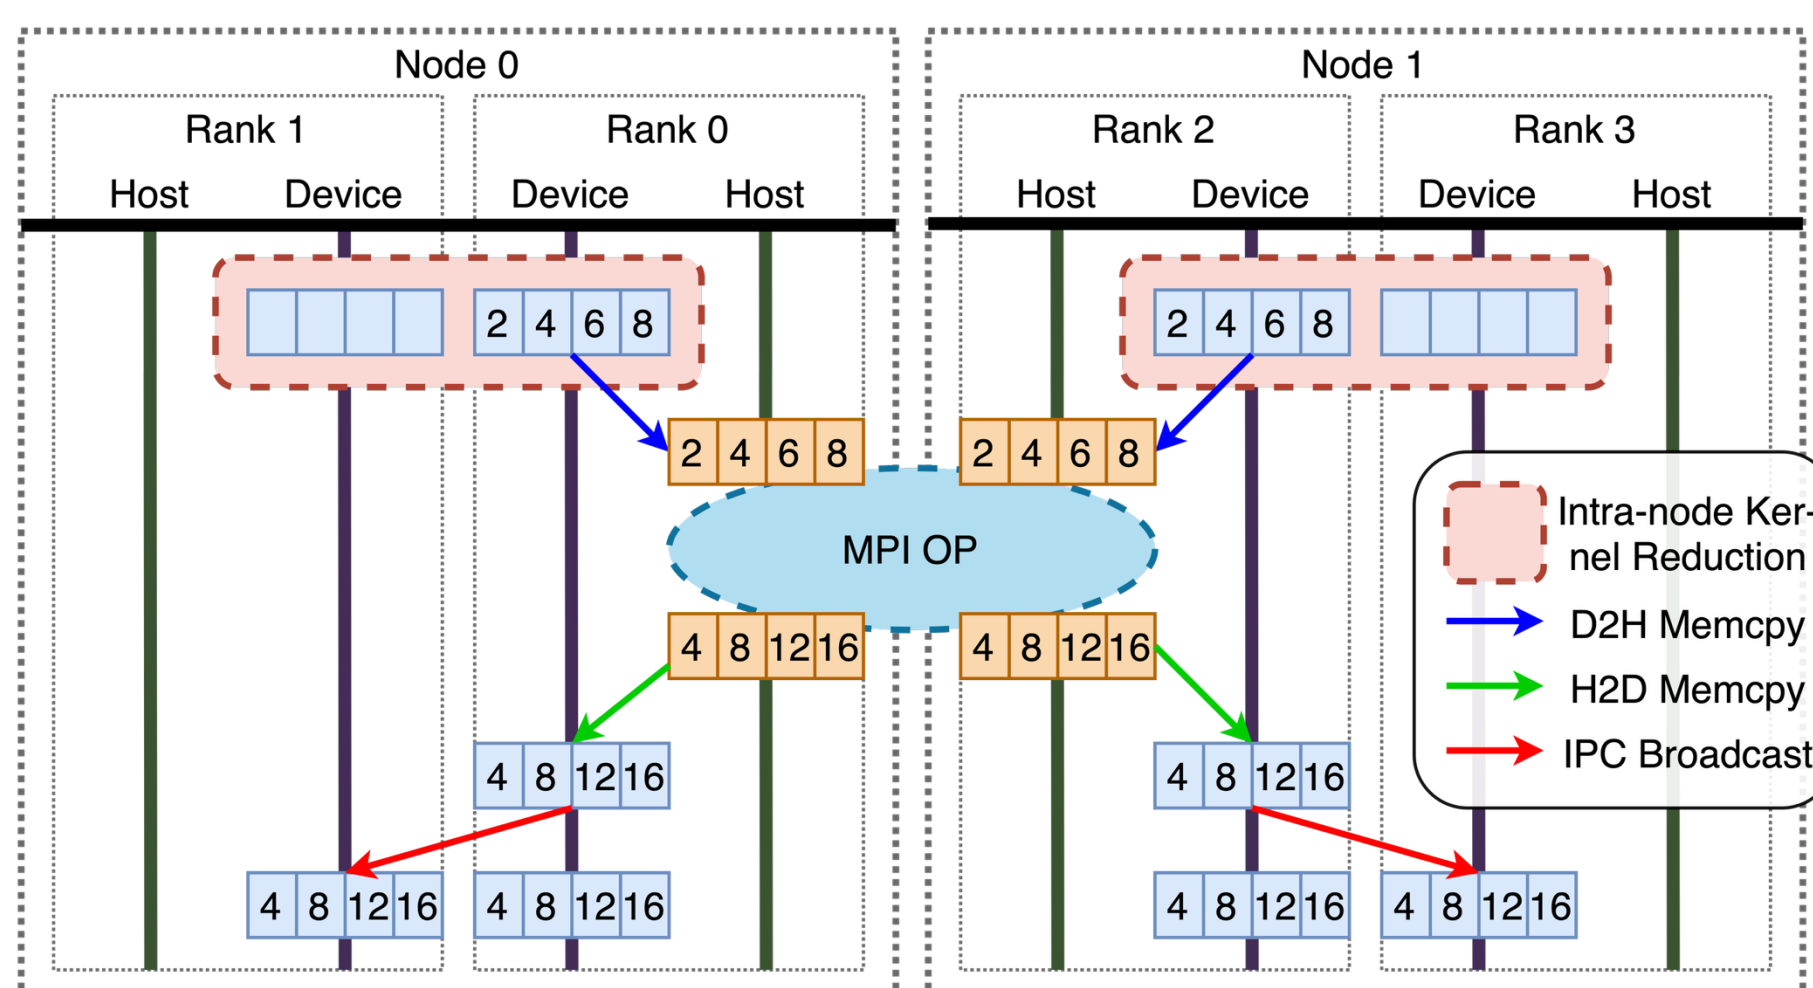 Node 0
Node 1
Rank 1
Rank 0
Rank 2
Rank 3
Host
Device
Device
Host
Host
Device
Device
Host
2 4 6 8
2 4 6 8
2 4 6 8
2 4 6 8
MPI OP
4 8 12 16
4 8 12 16
4 8 12 16
4 8 12 16
4 8 12 16
4 8 12 16
4 8 12 16
4 8 12 16
Intra-node Ker-
nel Reduction
D2H Memcpy
H2D Memcpy
IPC Broadcast